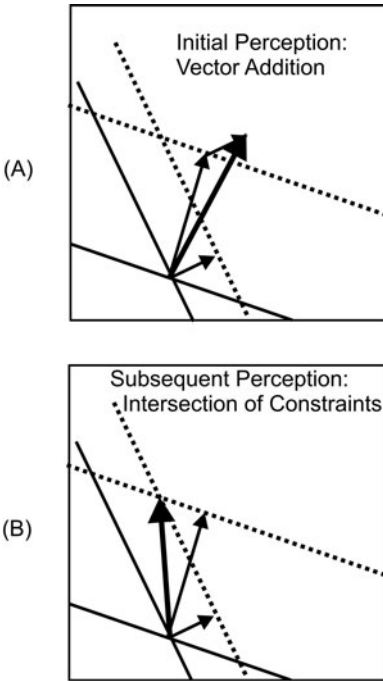 Initial Perception:
Vector Addition
(A)
Subsequent Perception:
Intersection of Constraints
(B)